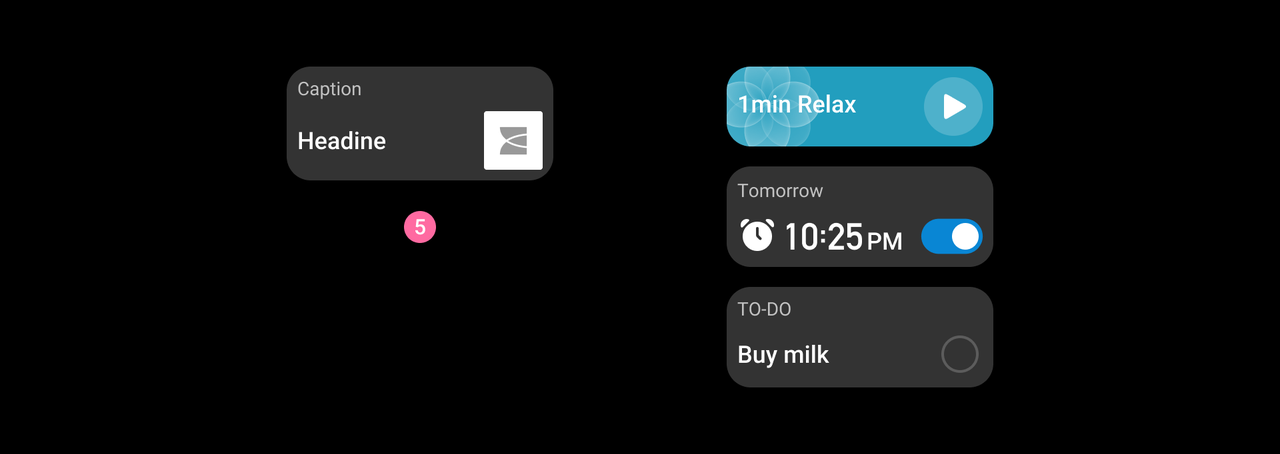 Caption
Headine
5
1min Relax
Tomorrow
10:25 PM
TO-DO
Buy milk